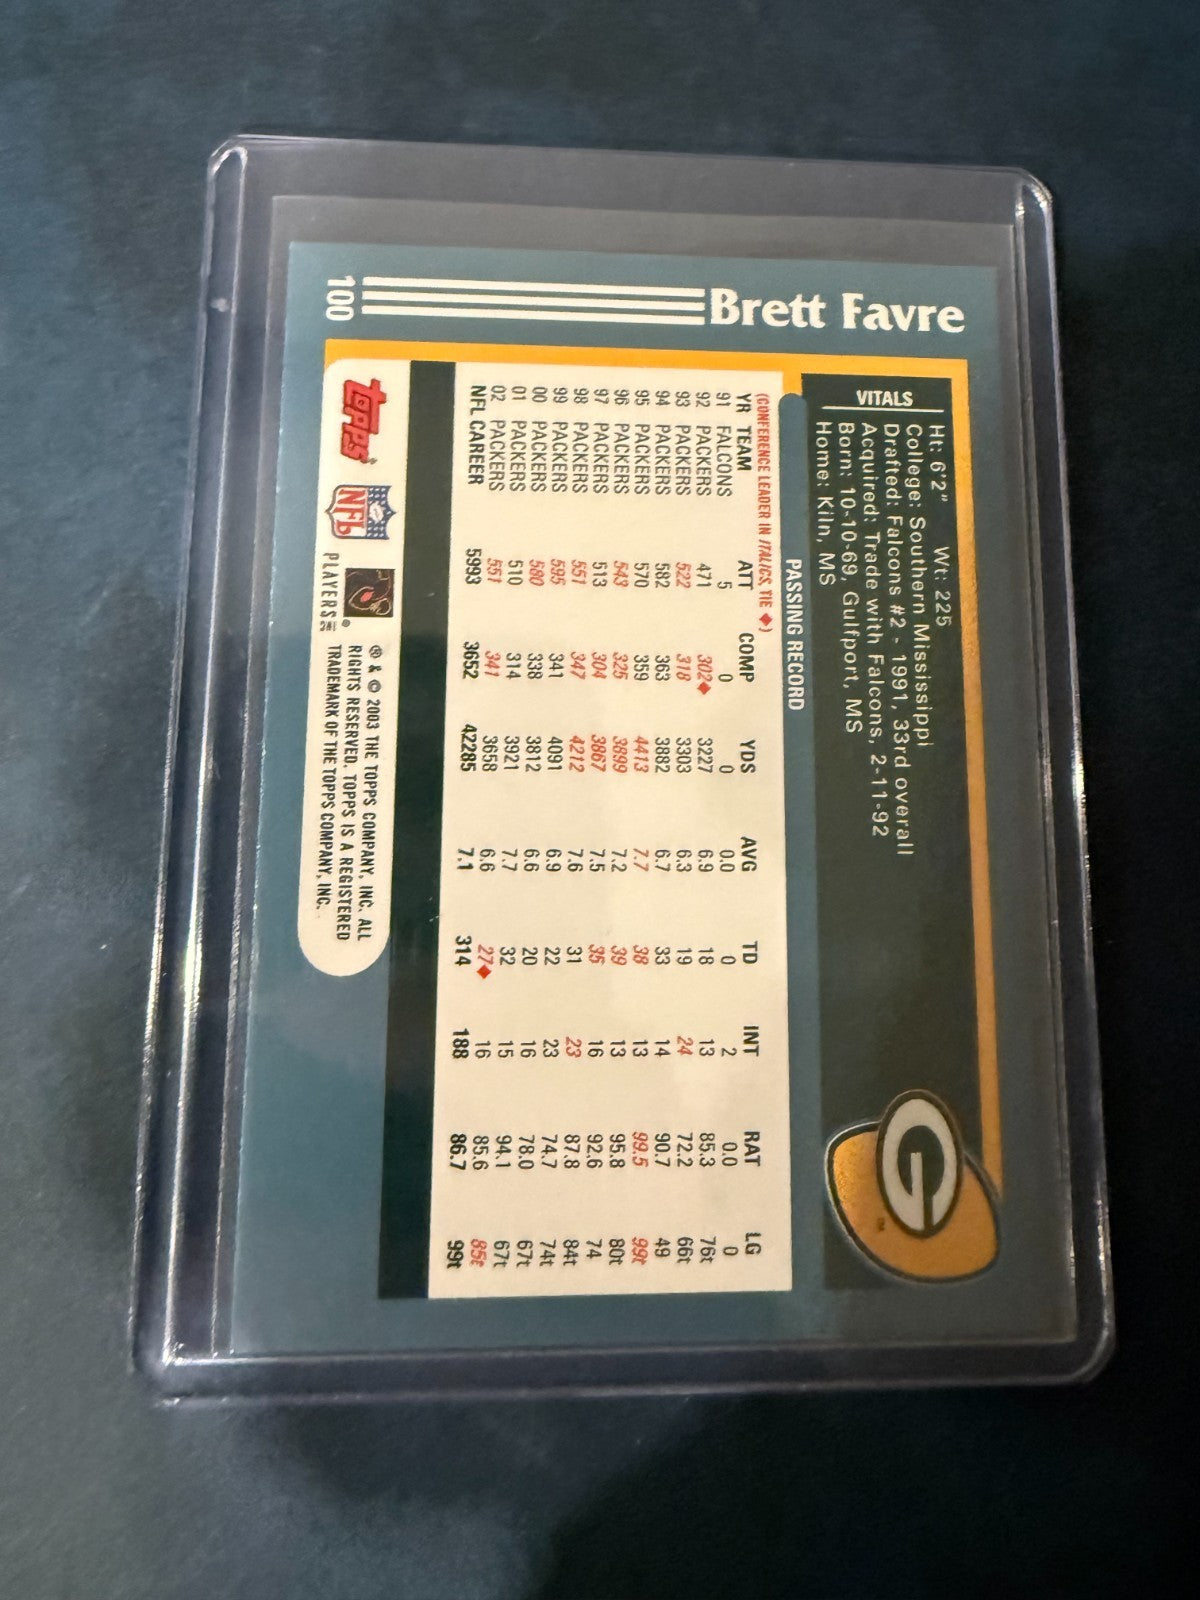 Brett Favre 100
VITALS
Ht: 6'2" Wt: 225
College: Southern Mississippi
Drafted: Falcons #2 - 1991, 33rd overall
Acquired: Trade with Falcons, 2-11-92
Born: 10-10-69, Gulfport, MS
Home: Kiln, MS
PASSING RECORD
(CONFERENCE LEADER IN ITALICS, TIE ♦)
YR TEAM ATT COMP YDS AVG TD INT RAT LG
91 FALCONS 5 0 0 0.0 0 2 0.0 0
92 PACKERS 471 302♦ 3227 6.9 18 13 85.3 76t
93 PACKERS 522 318 3303 6.3 19 24 72.2 66t
94 PACKERS 582 363 3882 6.7 33 14 90.7 49
95 PACKERS 570 359 4413 7.7 38 13 99.5 99t
96 PACKERS 543 325 3899 7.2 39 13 95.8 80t
97 PACKERS 513 304 3867 7.5 35 16 92.6 74
98 PACKERS 551 347 4212 7.6 31 23 87.8 84t
99 PACKERS 595 341 4091 6.9 22 23 74.7 74t
00 PACKERS 580 338 3812 6.6 20 16 78.0 67t
01 PACKERS 510 314 3921 7.7 32 15 94.1 67t
02 PACKERS 551 341 3658 6.6 27♦ 16 85.6 85t
NFL CAREER 5993 3652 42285 7.1 314 188 86.7 99t
G
TOPPS
NFL
PLAYERS
® & © 2003 THE TOPPS COMPANY, INC. ALL
RIGHTS RESERVED. TOPPS IS A REGISTERED
TRADEMARK OF THE TOPPS COMPANY, INC.